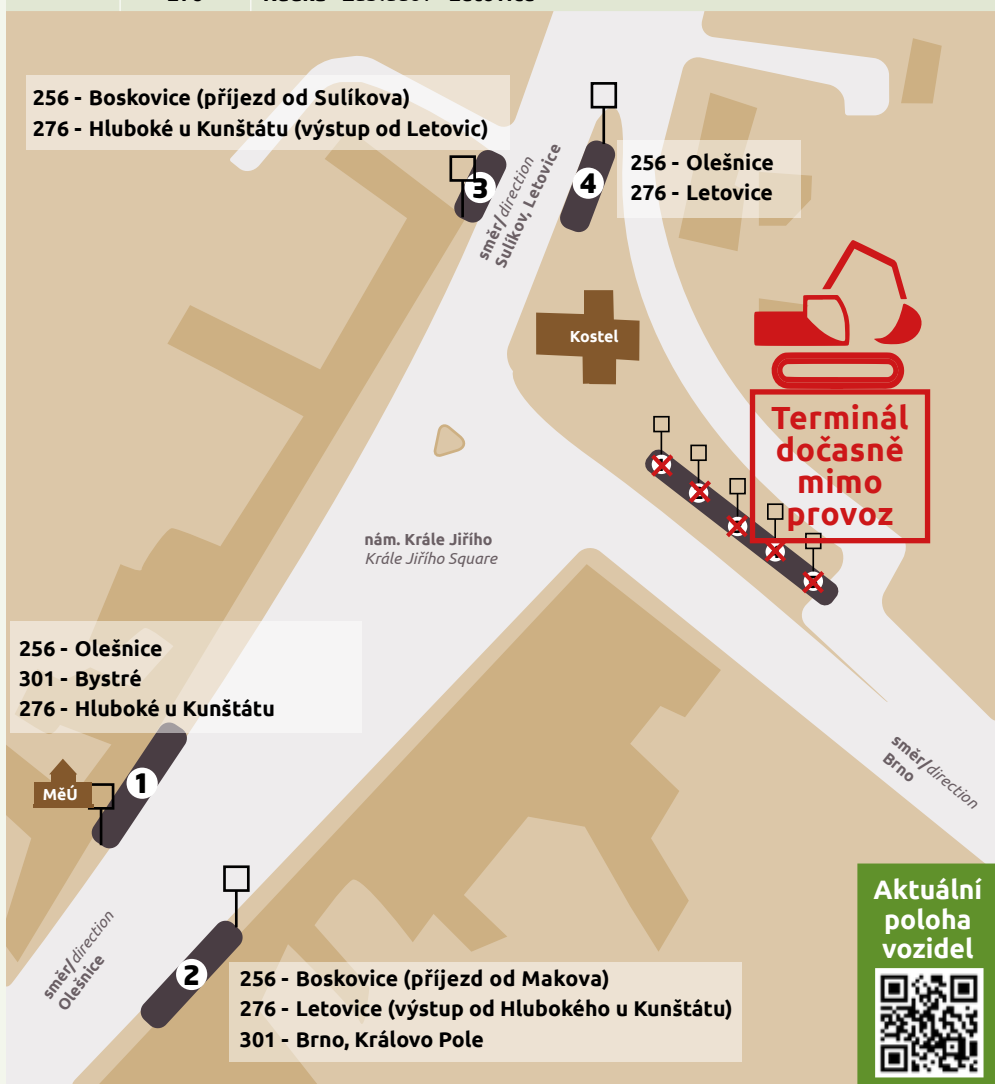 256 - Boskovice (příjezd od Sulíkova)
276 - Hluboké u Kunštátu (výstup od Letovic)
3
směr/direction
Sulíkov, Letovice
4
256 - Olešnice
276 - Letovice
Kostel
Terminál
dočasně
mimo
provoz
nám. Krále Jiřího
Krále Jiřího Square
256 - Olešnice
301 - Bystré
276 - Hluboké u Kunštátu
MěÚ
1
směr/direction
Brno
směr/direction
Olešnice
2
256 - Boskovice (příjezd od Makova)
276 - Letovice (výstup od Hlubokého u Kunštátu)
301 - Brno, Královo Pole
Aktuální
poloha
vozidel